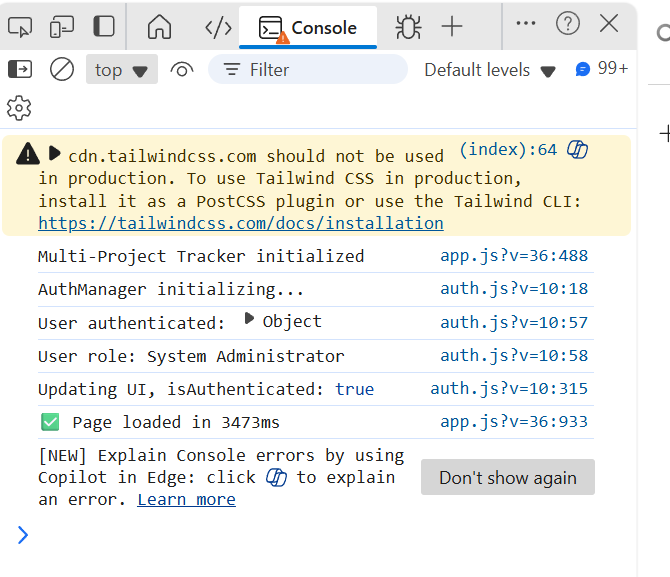 Console
top
Filter
Default levels
99+
cdn.tailwindcss.com should not be used
(index):64
in production. To use Tailwind CSS in production,
install it as a PostCSS plugin or use the Tailwind CLI:
https://tailwindcss.com/docs/installation
Multi-Project Tracker initialized
app.js?v=36:488
AuthManager initializing...
auth.js?v=10:18
User authenticated:
Object
auth.js?v=10:57
User role: System Administrator
auth.js?v=10:58
Updating UI, isAuthenticated: true
auth.js?v=10:315
✅ Page loaded in 3473ms
app.js?v=36:933
[NEW] Explain Console errors by using
Copilot in Edge: click
to explain
an error. Learn more
Don't show again